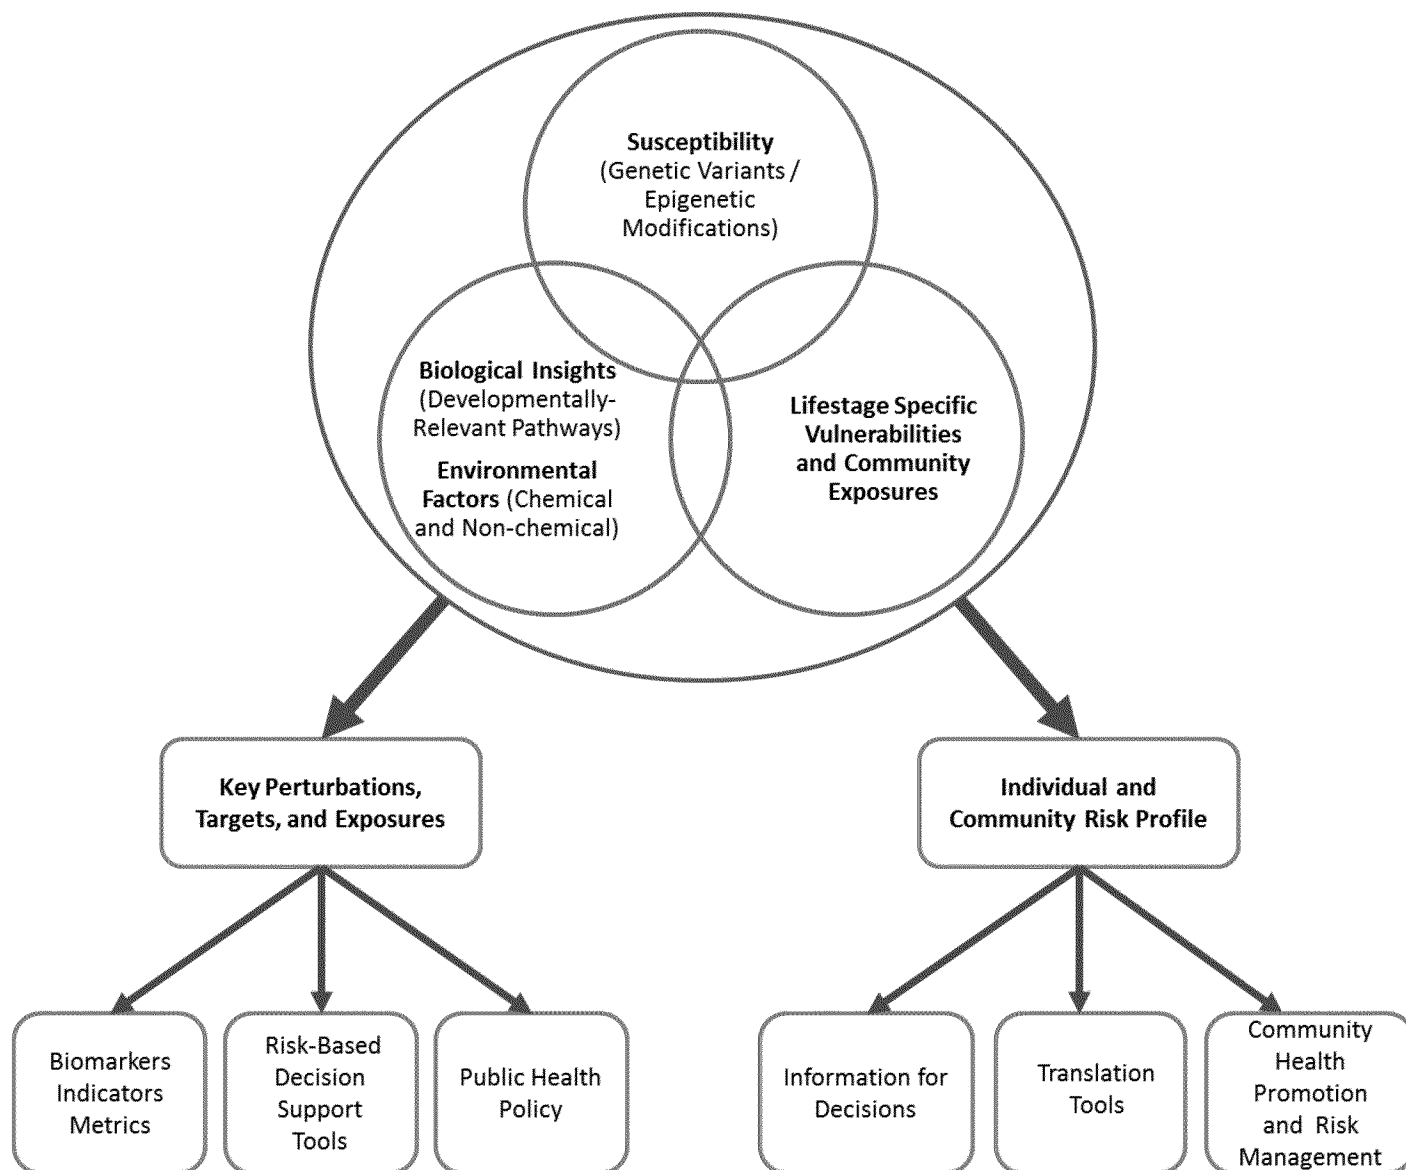 Susceptibility
(Genetic Variants /
Epigenetic
Modifications)
Biological Insights
(Developmentally-
Relevant Pathways)
Environmental
Factors (Chemical
and Non-chemical)
Lifestage Specific
Vulnerabilities
and Community
Exposures
Key Perturbations,
Targets, and Exposures
Individual and
Community Risk Profile
Biomarkers
Indicators
Metrics
Risk-Based
Decision
Support
Tools
Public Health
Policy
Information for
Decisions
Translation
Tools
Community
Health
Promotion
and Risk
Management